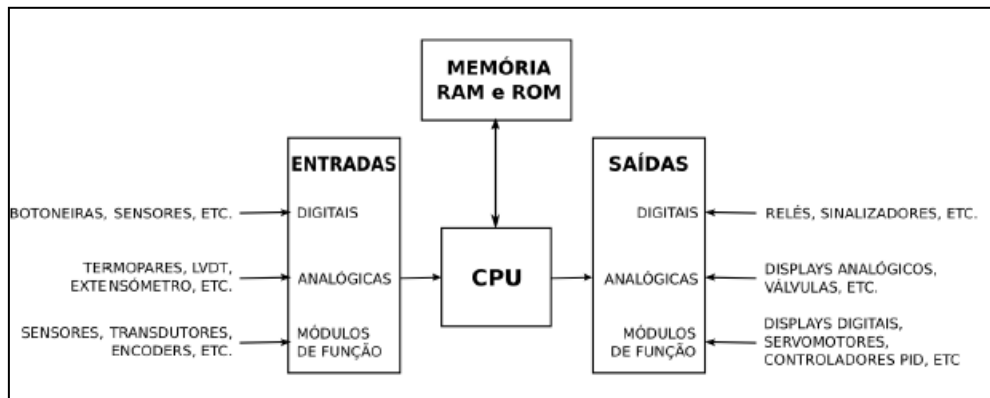 MEMÓRIA
RAM e ROM
ENTRADAS
SAÍDAS
BOTONEIRAS, SENSORES, ETC.
DIGITAIS
DIGITAIS
RELÉS, SINALIZADORES, ETC.
TERMOPARES, LVDT,
EXTENSÓMETRO, ETC.
ANALÓGICAS
CPU
ANALÓGICAS
DISPLAYS ANALÓGICOS,
VÁLVULAS, ETC.
SENSORES, TRANSDUTORES,
ENCODERS, ETC.
MÓDULOS
DE FUNÇÃO
MÓDULOS
DE FUNÇÃO
DISPLAYS DIGITAIS,
SERVOMOTORES,
CONTROLADORES PID, ETC